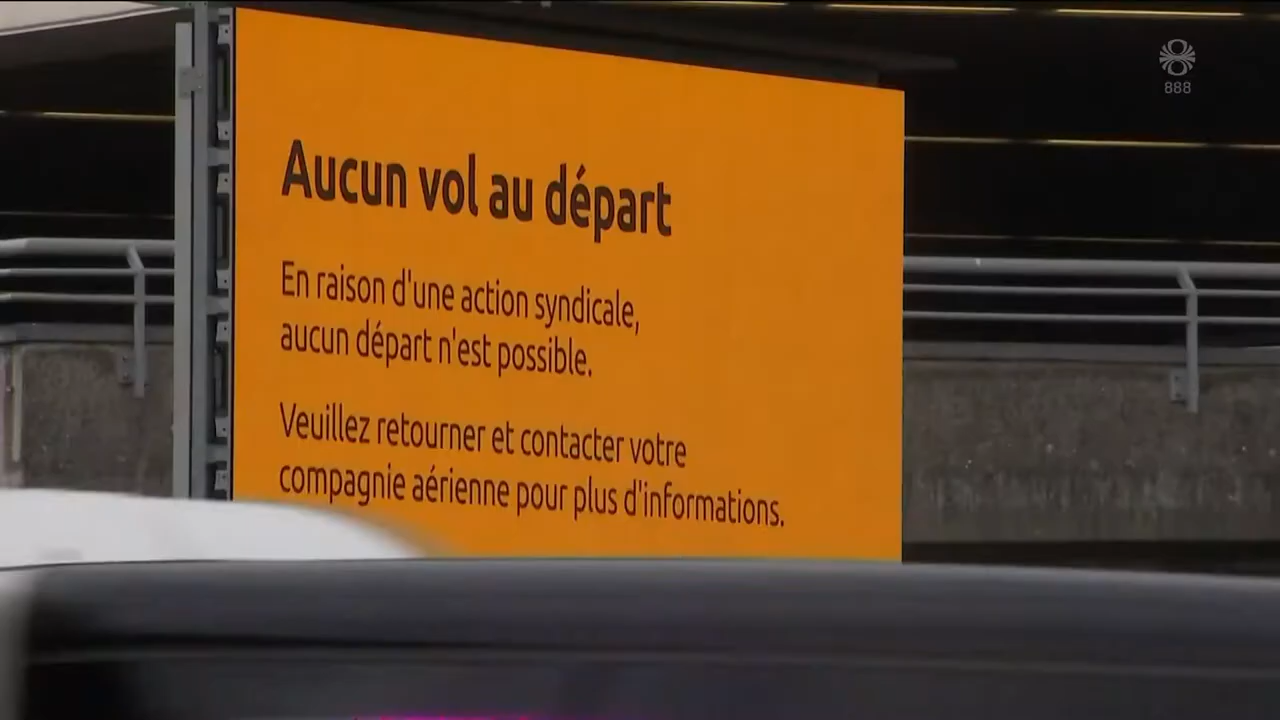 888
Aucun vol au départ
En raison d'une action syndicale,
aucun départ n'est possible.
Veuillez retourner et contacter votre
compagnie aérienne pour plus d'informations.